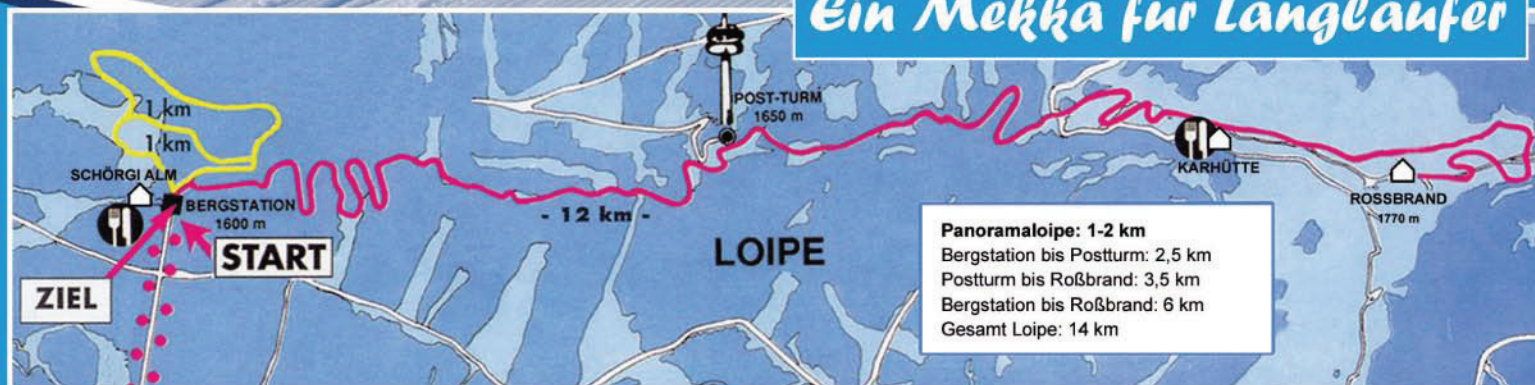 Ein Mekka für Langläufer
POST-TURM
1650 m
1 km
1 km
SCHÖRGI ALM
BERGSTATION
1600 m
START
ZIEL
- 12 km -
LOIPE
KARHÜTTE
ROSSBRAND
1770 m
Panoramaloipe: 1-2 km
Bergstation bis Postturm: 2,5 km
Postturm bis Roßbrand: 3,5 km
Bergstation bis Roßbrand: 6 km
Gesamt Loipe: 14 km